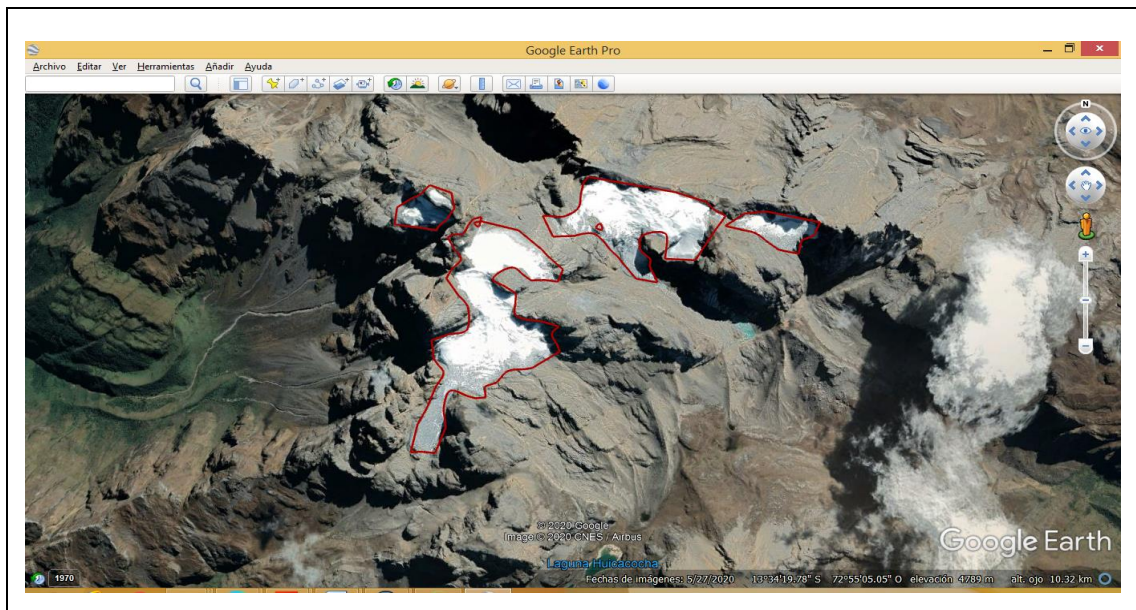 Google Earth Pro
Archivo Editar Ver Herramientas Añadir Ayuda
N
© 2020 Google
Image © 2020 CNES / Airbus
Google Earth
Laguna Huicacocha
1970
Fechas de imágenes: 5/27/2020 13°34'19.78" S 72°55'05.05" O elevación 4789 m alt. ojo 10.32 km